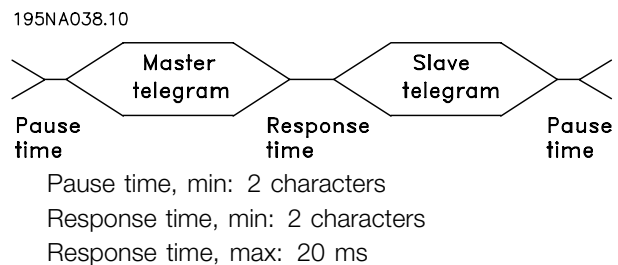 195NA038.10
Master telegram
Slave telegram
Pause time
Response time
Pause time
Pause time, min: 2 characters
Response time, min: 2 characters
Response time, max: 20 ms